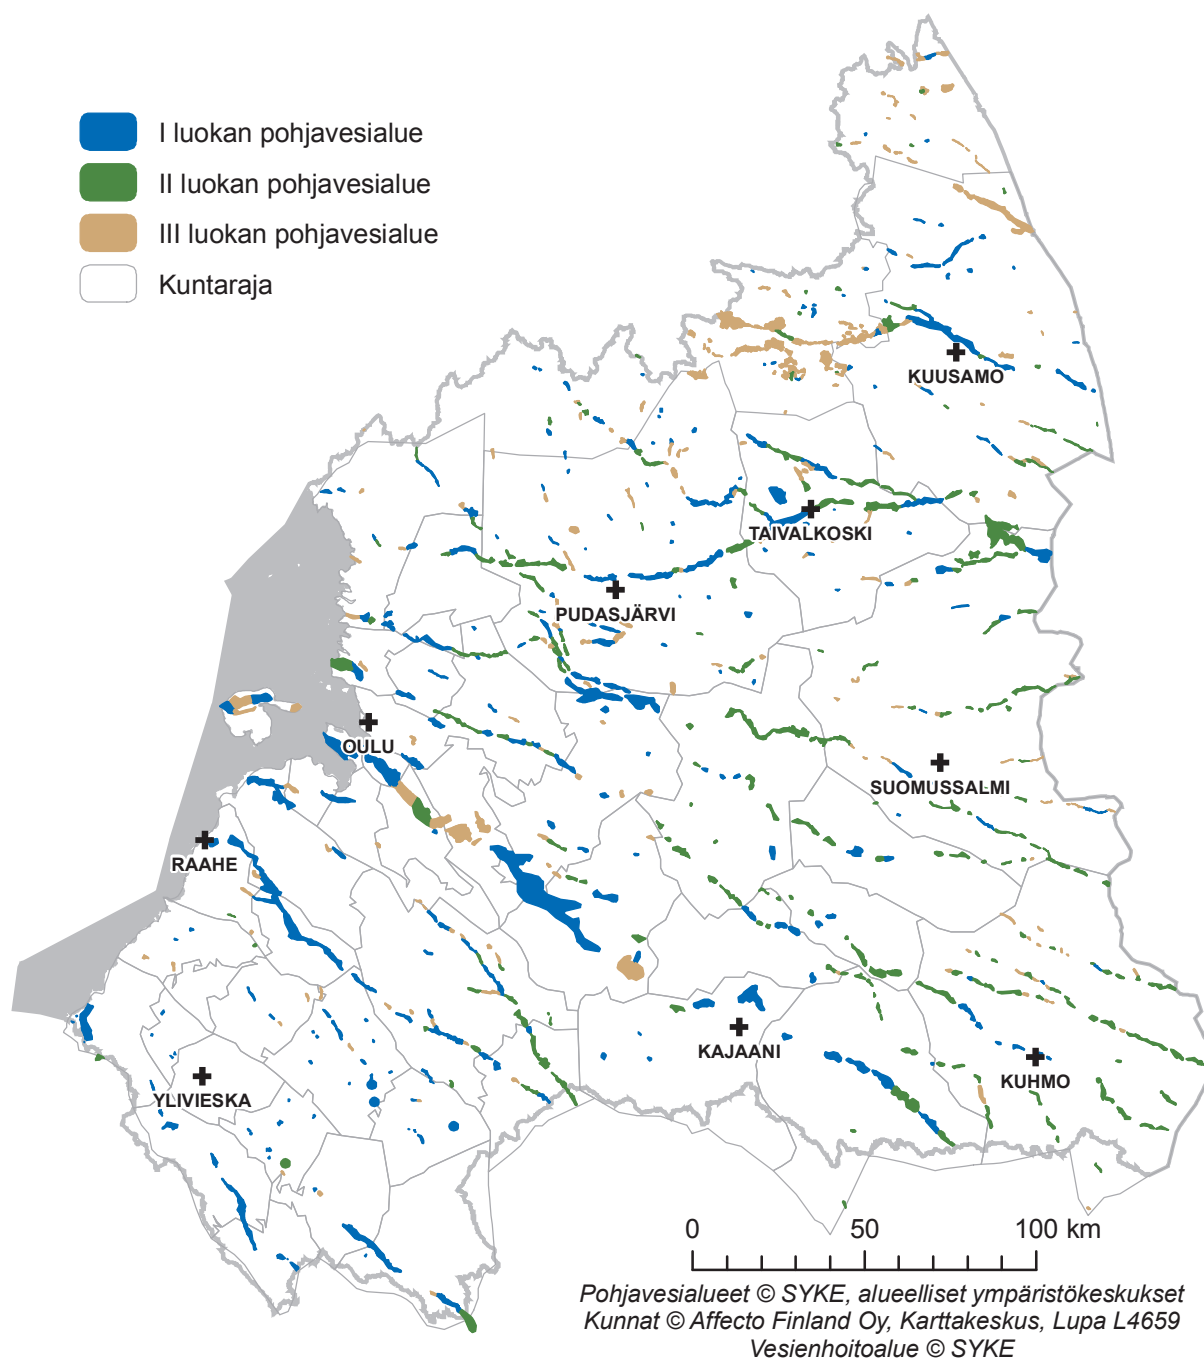 I luokan pohjavesialue
II luokan pohjavesialue
III luokan pohjavesialue
Kuntaraja
KUUSAMO
TAIVALKOSKI
PUDASJÄRVI
OULU
SUOMUSSALMI
RAAHE
KAJAANI
KUHMO
YLIVIESKA
0 50 100 km
Pohjavesialueet © SYKE, alueelliset ympäristökeskukset
Kunnat © Affecto Finland Oy, Karttakeskus, Lupa L4659
Vesienhoitoalue © SYKE